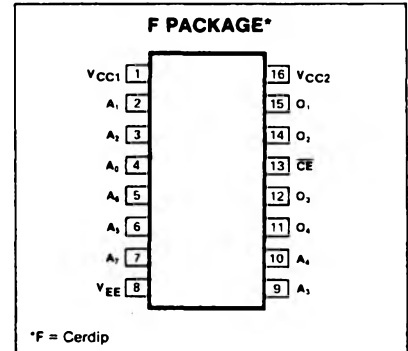 F PACKAGE*
VCC1 1 16 VCC2
A1 2 15 O1
A2 3 14 O2
A0 4 13 CE
A6 5 12 O3
A5 6 11 O4
A7 7 10 A4
VEE 8 9 A3
*F = Cerdip